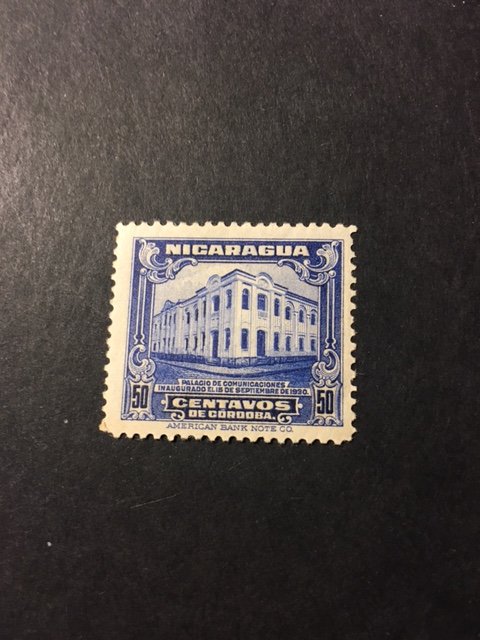 NICARAGUA
PALACIO DE COMUNICACIONES
INAUGURADO EL 15 DE SEPTIEMBRE DE 1930.
50 CENTAVOS 50
DE CORDOBA.
AMERICAN BANK NOTE CO.